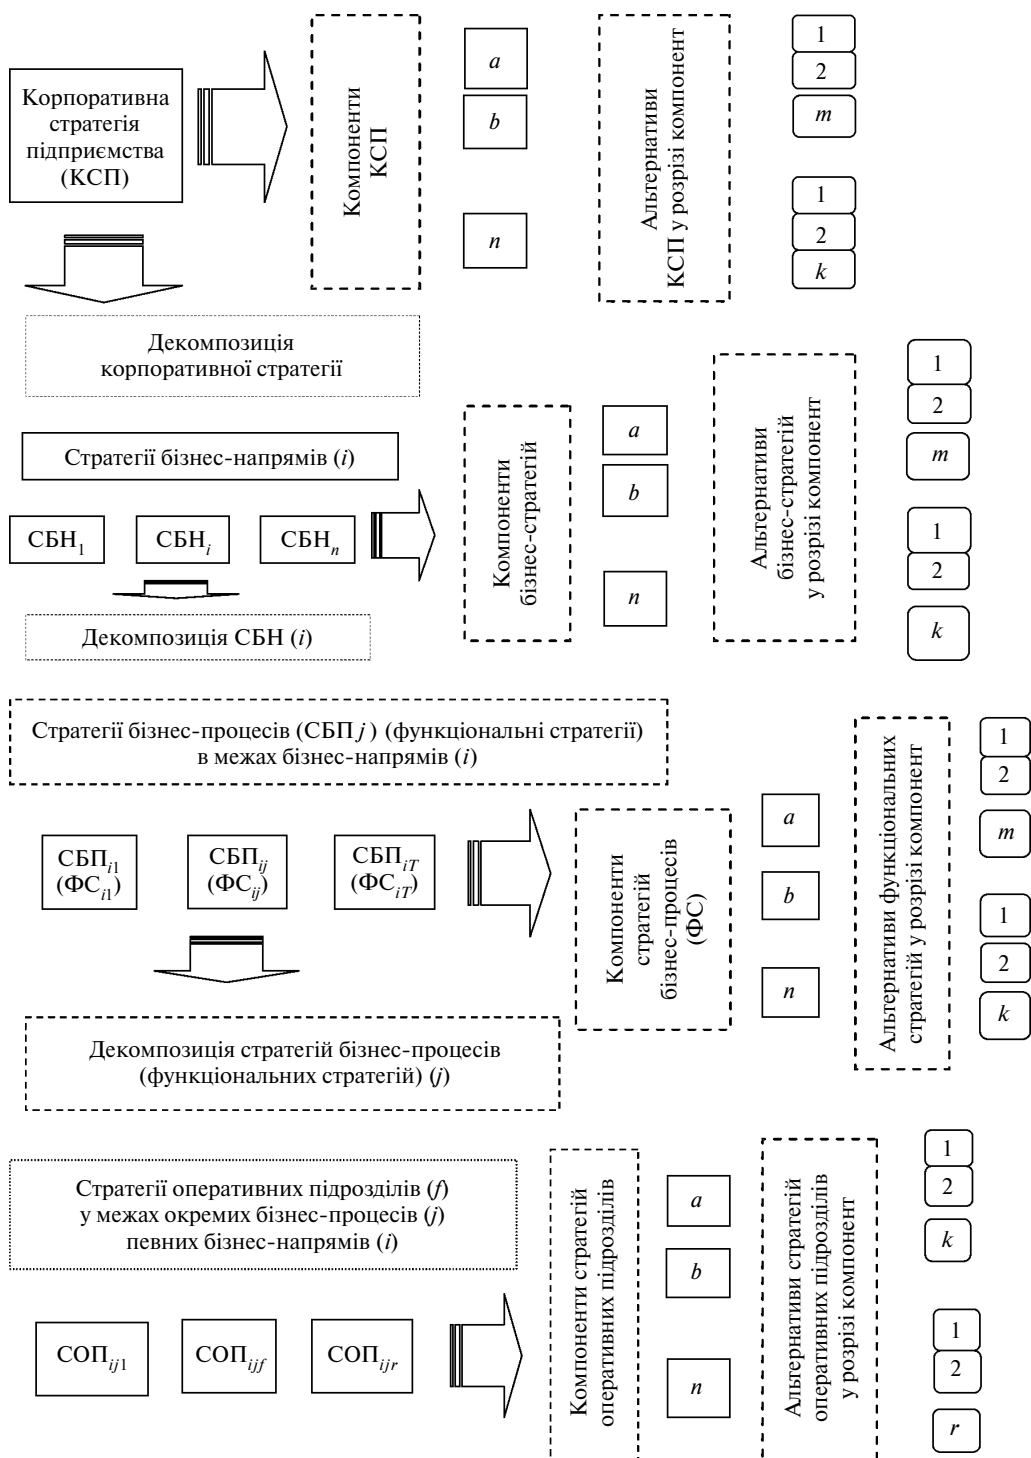 Корпоративна
стратегія
підприємства
(КСП)
Компоненти
КСП
a
b
n
Альтернативи
КСП у розрізі компонент
1
2
m
1
2
k
Декомпозиція
корпоративної стратегії
Стратегії бізнес-напрямів (i)
СБН1
СБНi
СБНn
Компоненти
бізнес-стратегій
a
b
n
Альтернативи
бізнес-стратегій
у розрізі компонент
1
2
m
1
2
k
Декомпозиція СБН (i)
Стратегії бізнес-процесів (СБП j ) (функціональні стратегії)
в межах бізнес-напрямів (i)
СБПi1
(ФСi1)
СБПij
(ФСij)
СБПiT
(ФСiT)
Компоненти
стратегій
бізнес-процесів
(ФС)
a
b
n
Альтернативи функціональних
стратегій у розрізі компонент
1
2
m
1
2
k
Декомпозиція стратегій бізнес-процесів
(функціональних стратегій) (j)
Стратегії оперативних підрозділів (f)
у межах окремих бізнес-процесів (j)
певних бізнес-напрямів (i)
СОПij1
СОПijf
СОПijr
Компоненти стратегій
оперативних підрозділів
a
b
n
Альтернативи стратегій
оперативних підрозділів
у розрізі компонент
1
2
k
1
2
r